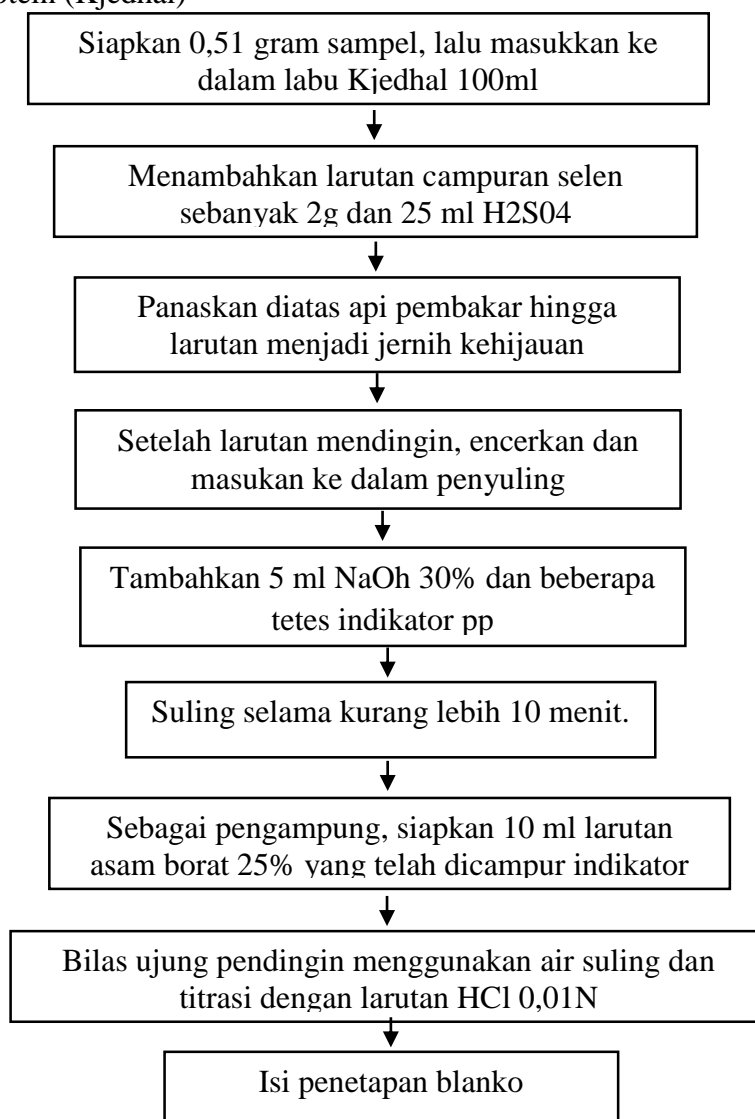 (Kjedhal)
Siapkan 0,51 gram sampel, lalu masukkan ke
dalam labu Kjedhal 100ml
Menambahkan larutan campuran selen
sebanyak 2g dan 25 ml H2S04
Panaskan diatas api pembakar hingga
larutan menjadi jernih kehijauan
Setelah larutan mendingin, encerkan dan
masukan ke dalam penyuling
Tambahkan 5 ml NaOh 30% dan beberapa
tetes indikator pp
Suling selama kurang lebih 10 menit.
Sebagai pengampung, siapkan 10 ml larutan
asam borat 25% yang telah dicampur indikator
Bilas ujung pendingin menggunakan air suling dan
titrasi dengan larutan HCl 0,01N
Isi penetapan blanko